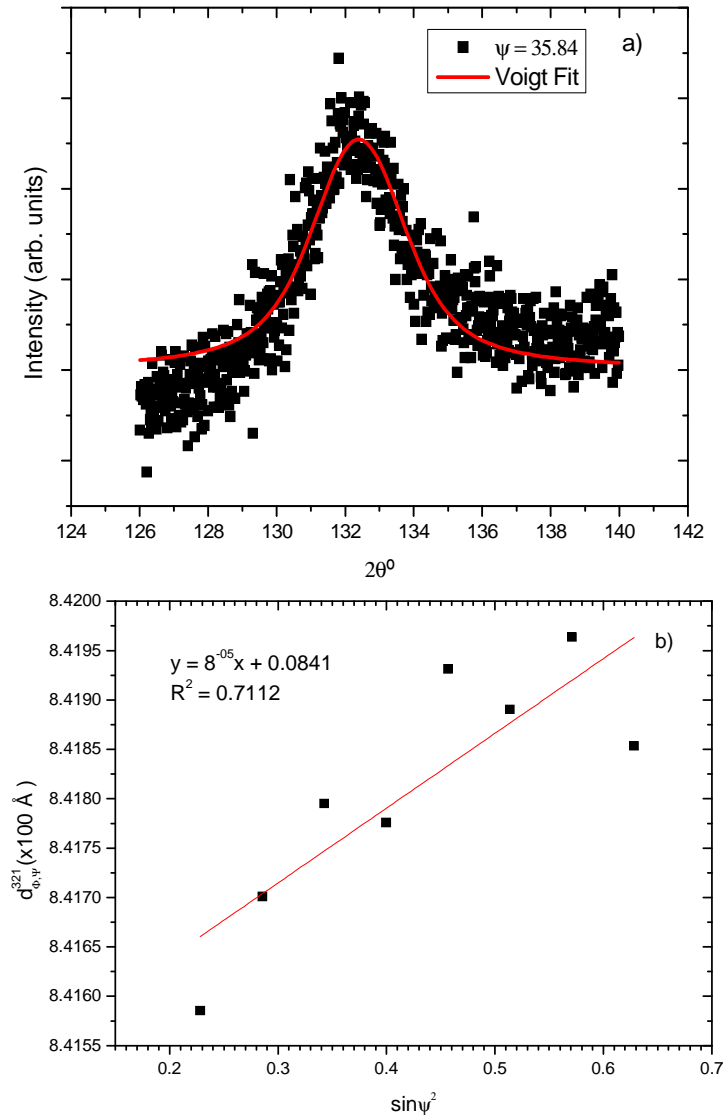 a)
ψ = 35.84
Voigt Fit
Intensity (arb. units)
124 126 128 130 132 134 136 138 140 142
2θ⁰
b)
y = 8⁻⁰⁵x + 0.0841
R² = 0.7112
8.4200
8.4195
8.4190
8.4185
8.4180
8.4175
8.4170
8.4165
8.4160
8.4155
d³²¹Φ,Ψ(x100 Å)
0.2 0.3 0.4 0.5 0.6 0.7
sinψ²